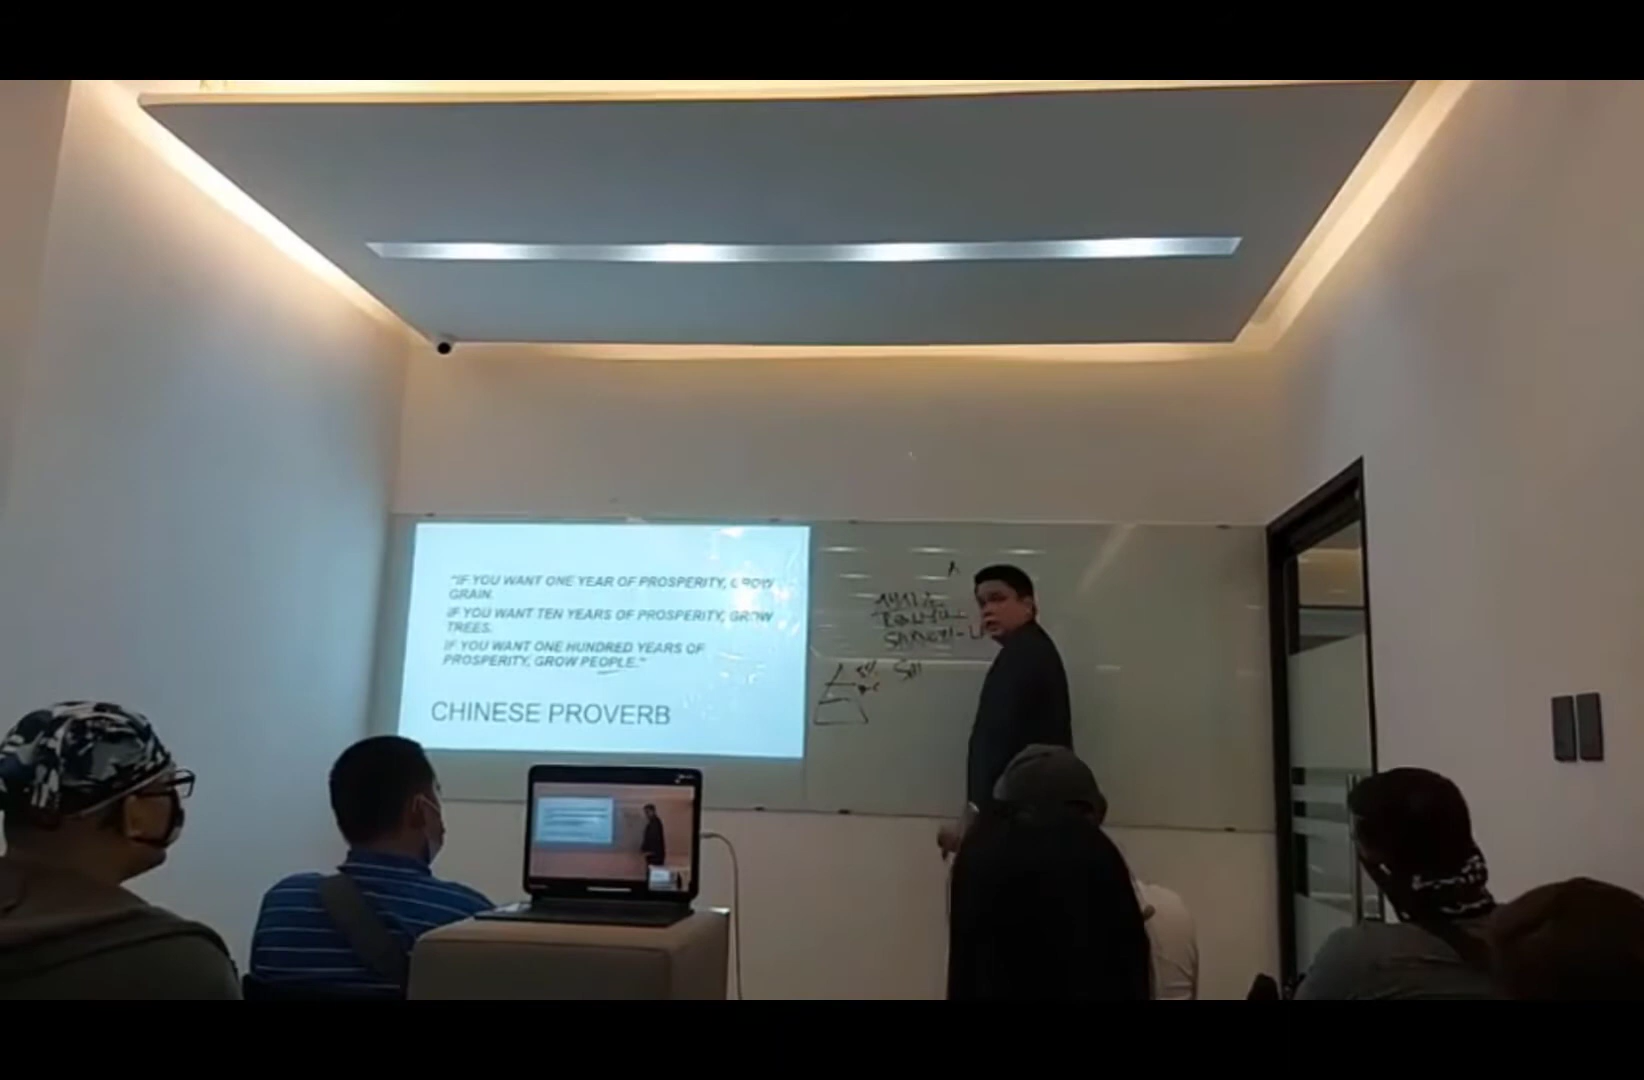 "IF YOU WANT ONE YEAR OF PROSPERITY, GROW
GRAIN.
IF YOU WANT TEN YEARS OF PROSPERITY, GROW
TREES.
IF YOU WANT ONE HUNDRED YEARS OF
PROSPERITY, GROW PEOPLE."
CHINESE PROVERB